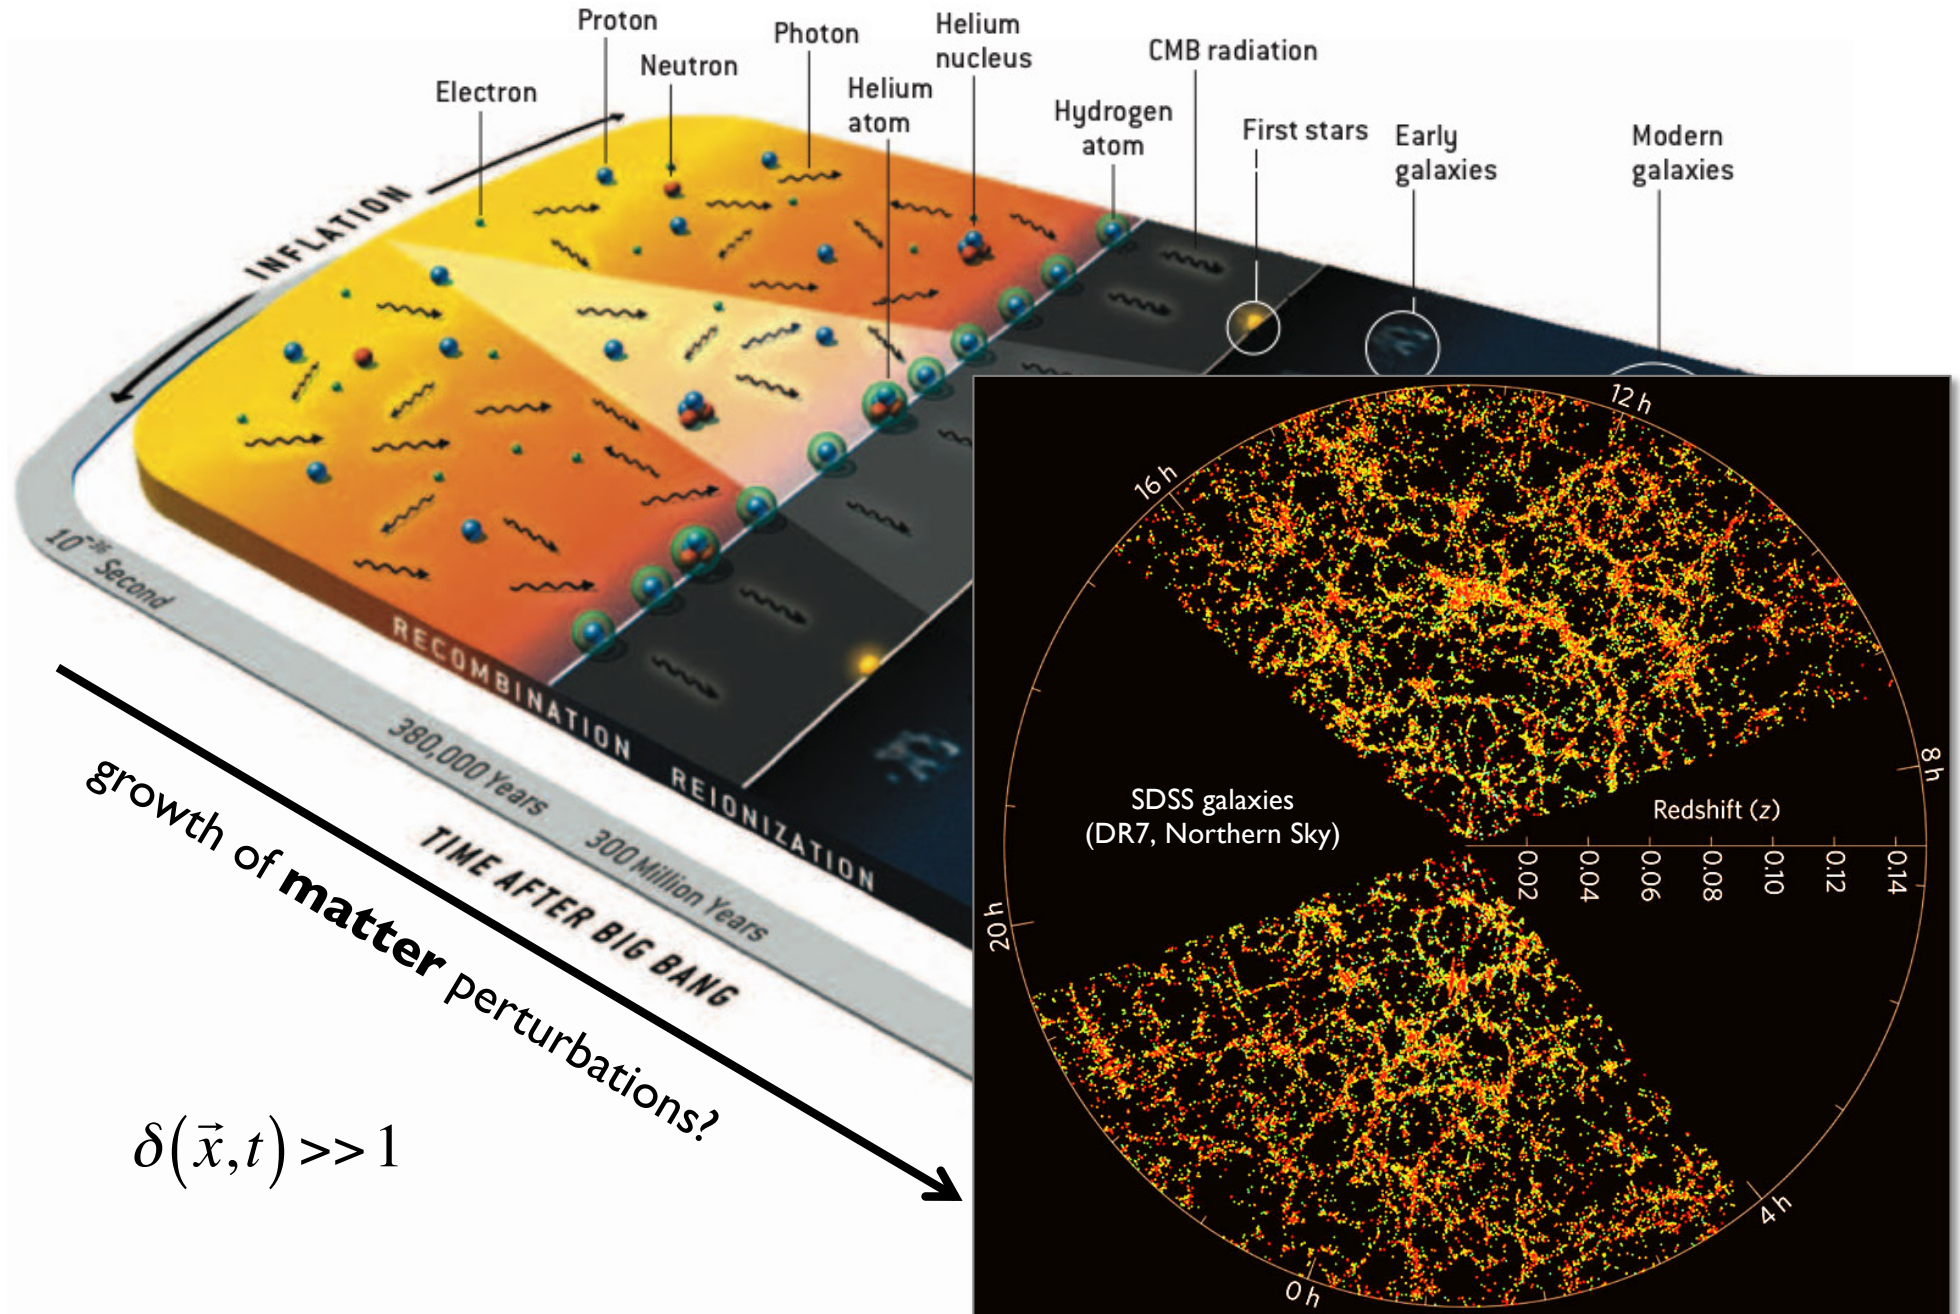 Proton
Neutron
Electron
Photon
Helium
nucleus
Helium
atom
CMB radiation
Hydrogen
atom
First stars
Early
galaxies
Modern
galaxies
INFLATION
10⁻³⁶ Second
RECOMBINATION
380,000 Years
REIONIZATION
300 Million Years
TIME AFTER BIG BANG
growth of matter perturbations?
δ(x⃗,t) >> 1
12 h
16 h
8 h
SDSS galaxies
(DR7, Northern Sky)
Redshift (z)
0.02
0.04
0.06
0.08
0.10
0.12
0.14
20 h
4 h
0 h